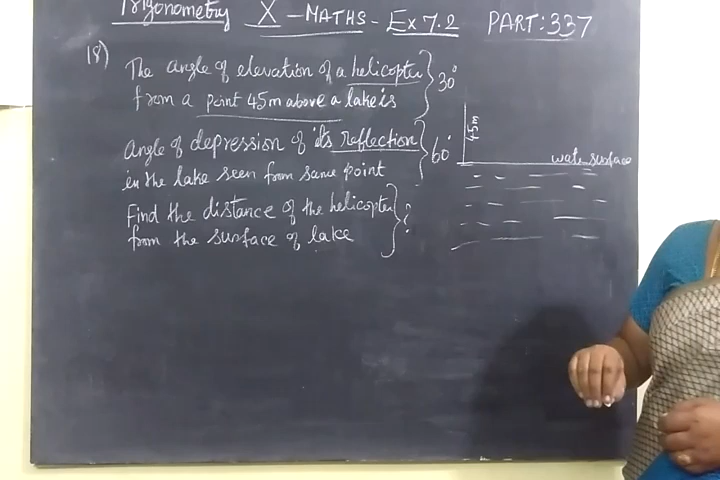 Trigonometry X - MATHS - Ex 7.2 PART: 337
18) The angle of elevation of a helicopter
from a point 45m above a lake is } 30°
angle of depression of its reflection
in the lake seen from same point } 60°
Find the distance of the helicopter
from the surface of lake } ?
45m
water surface